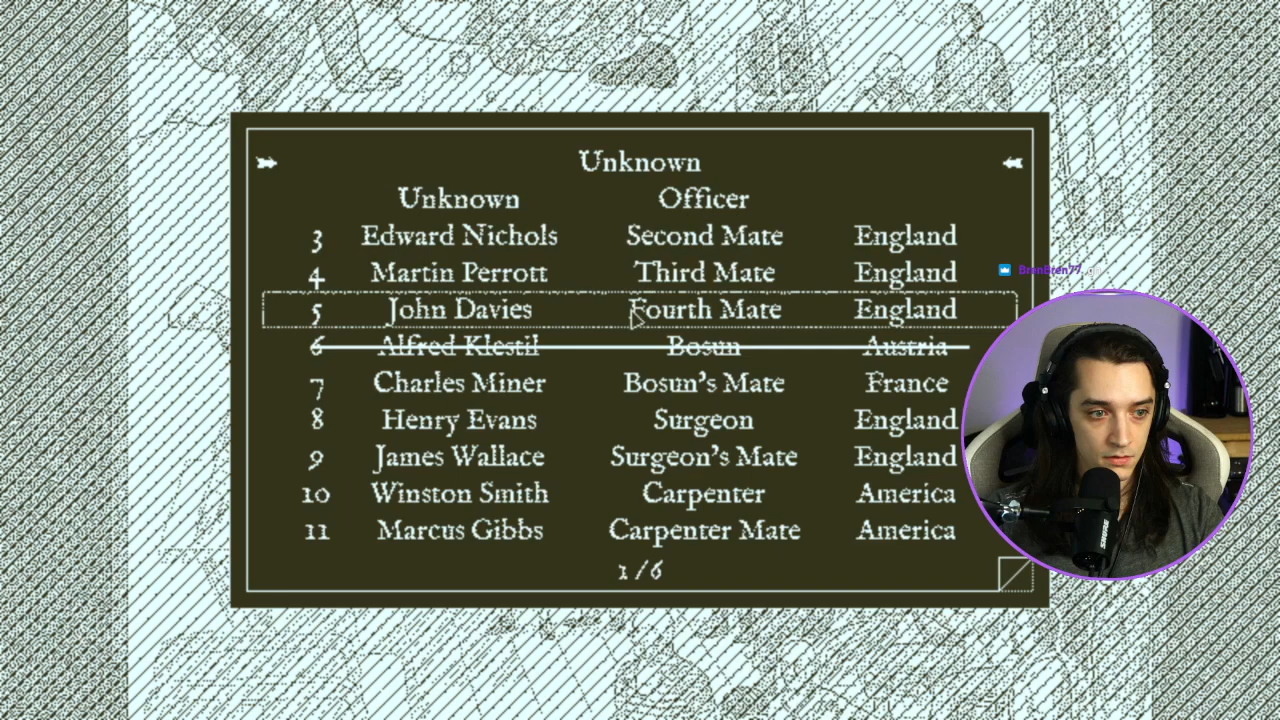 Unknown
Unknown Officer
3 Edward Nichols Second Mate England
4 Martin Perrott Third Mate England
BrenBren77
5 John Davies Fourth Mate England
6 Alfred Klestil Bosun Austria
7 Charles Miner Bosun's Mate France
8 Henry Evans Surgeon England
9 James Wallace Surgeon's Mate England
10 Winston Smith Carpenter America
11 Marcus Gibbs Carpenter Mate America
1/6
SHURE